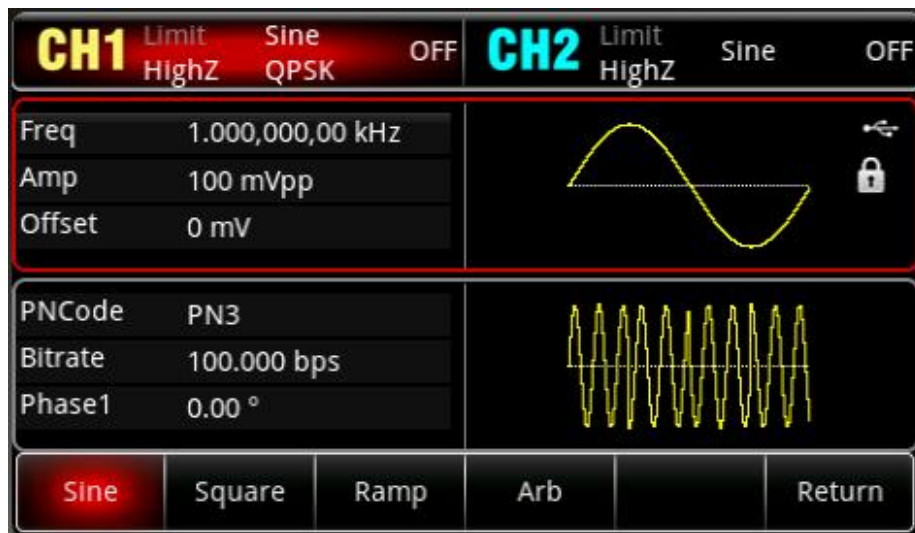 CH1 Limit Sine OFF CH2 Limit Sine OFF
HighZ QPSK HighZ
Freq 1.000,000,00 kHz
Amp 100 mVpp
Offset 0 mV
PNCode PN3
Bitrate 100.000 bps
Phase1 0.00 °
Sine Square Ramp Arb Return